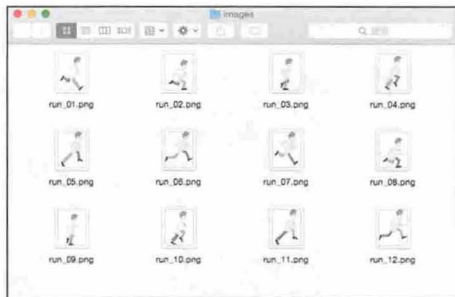 images
run_01.png run_02.png run_03.png run_04.png
run_05.png run_06.png run_07.png run_08.png
run_09.png run_10.png run_11.png run_12.png